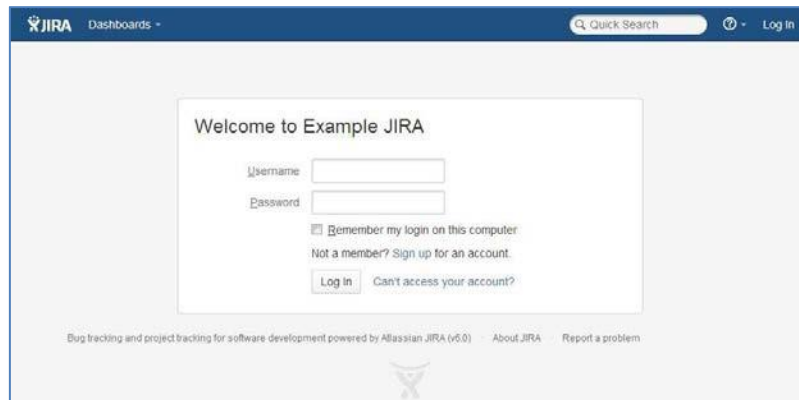 JIRA Dashboards Quick Search Log In
Welcome to Example JIRA
Username
Password
Remember my login on this computer
Not a member? Sign up for an account.
Log In Can't access your account?
Bug tracking and project tracking for software development powered by Atlassian JIRA (v6.0) · About JIRA · Report a problem